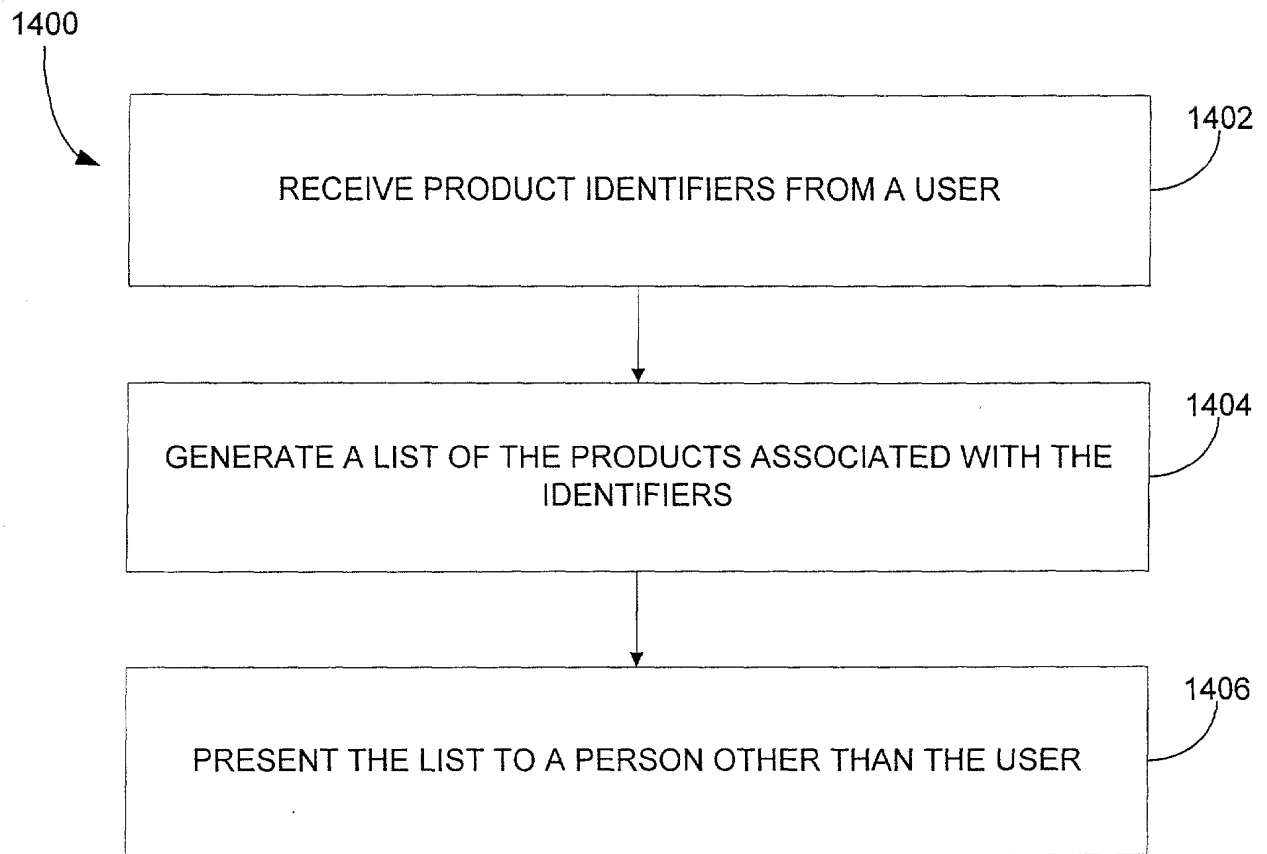 1400
1402
RECEIVE PRODUCT IDENTIFIERS FROM A USER
1404
GENERATE A LIST OF THE PRODUCTS ASSOCIATED WITH THE
IDENTIFIERS
1406
PRESENT THE LIST TO A PERSON OTHER THAN THE USER